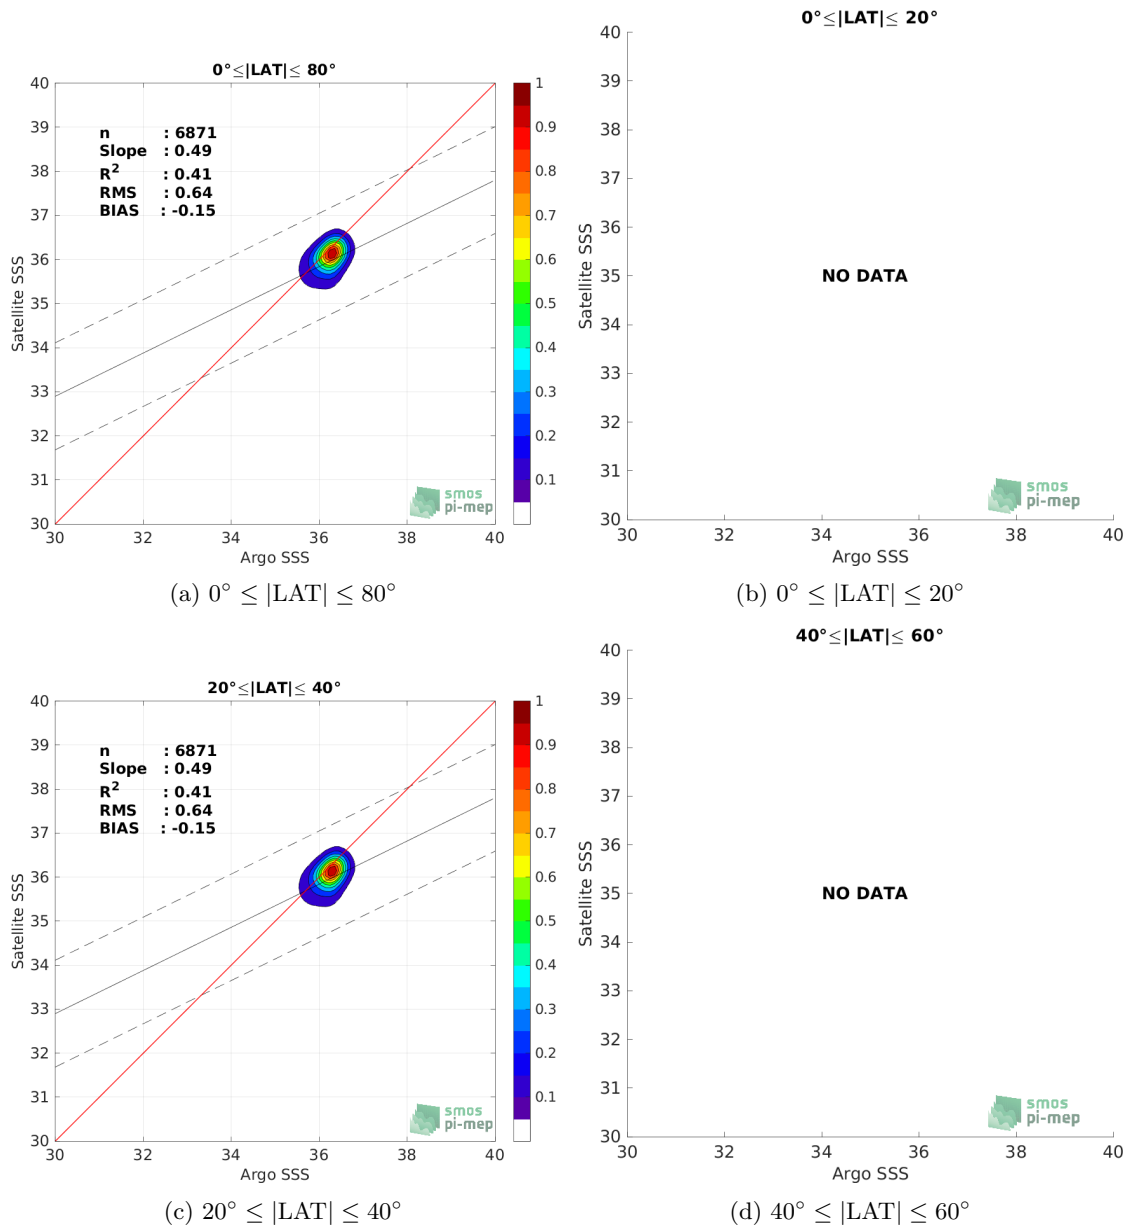 0°≤|LAT|≤ 80°
40
39
38
37
36
35
34
33
32
31
30
Satellite SSS
n : 6871
Slope : 0.49
R2 : 0.41
RMS : 0.64
BIAS : -0.15
smos
pi-mep
30 32 34 36 38 40
Argo SSS
1
0.9
0.8
0.7
0.6
0.5
0.4
0.3
0.2
0.1
(a) 0° ≤ |LAT| ≤ 80°
0°≤|LAT|≤ 20°
40
39
38
37
36
35
34
33
32
31
30
Satellite SSS
NO DATA
smos
pi-mep
30 32 34 36 38 40
Argo SSS
(b) 0° ≤ |LAT| ≤ 20°
20°≤|LAT|≤ 40°
40
39
38
37
36
35
34
33
32
31
30
Satellite SSS
n : 6871
Slope : 0.49
R2 : 0.41
RMS : 0.64
BIAS : -0.15
smos
pi-mep
30 32 34 36 38 40
Argo SSS
1
0.9
0.8
0.7
0.6
0.5
0.4
0.3
0.2
0.1
(c) 20° ≤ |LAT| ≤ 40°
40°≤|LAT|≤ 60°
40
39
38
37
36
35
34
33
32
31
30
Satellite SSS
NO DATA
smos
pi-mep
30 32 34 36 38 40
Argo SSS
(d) 40° ≤ |LAT| ≤ 60°